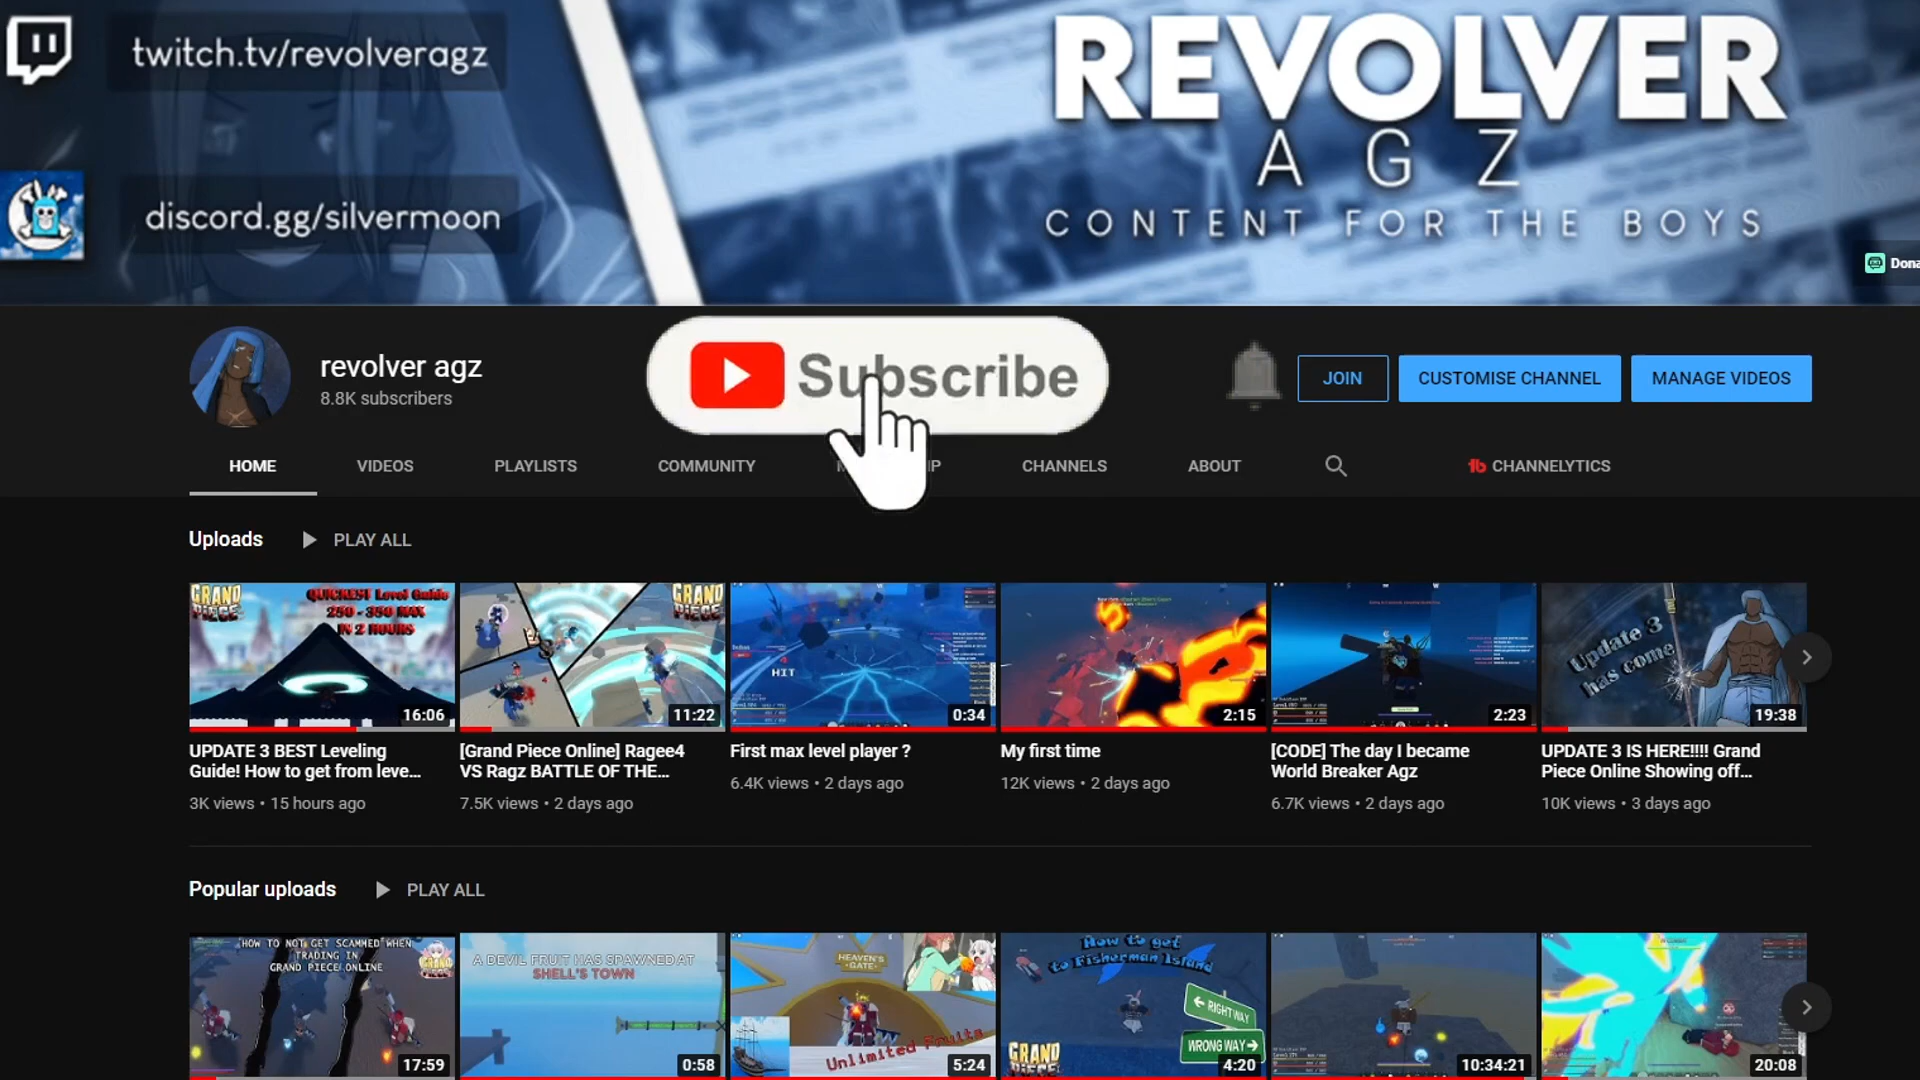 twitch.tv/revolveragz
REVOLVER
AGZ
discord.gg/silvermoon
CONTENT FOR THE BOYS
Dona
revolver agz
8.8K subscribers
Subscribe
JOIN
CUSTOMISE CHANNEL
MANAGE VIDEOS
HOME
VIDEOS
PLAYLISTS
COMMUNITY
CHANNELS
ABOUT
CHANNELYTICS
Uploads
PLAY ALL
GRAND
PIECE
QUICKEST Level Guide
250 - 350 MAX
IN 2 HOURS
16:06
GRAND
PIECE
11:22
HIT
0:34
2:15
2:23
Update 3
has come
19:38
UPDATE 3 BEST Leveling
Guide! How to get from leve...
3K views • 15 hours ago
[Grand Piece Online] Ragee4
VS Ragz BATTLE OF THE...
7.5K views • 2 days ago
First max level player ?
6.4K views • 2 days ago
My first time
12K views • 2 days ago
[CODE] The day I became
World Breaker Agz
6.7K views • 2 days ago
UPDATE 3 IS HERE!!!! Grand
Piece Online Showing off...
10K views • 3 days ago
Popular uploads
PLAY ALL
HOW TO NOT GET SCAMMED WHEN
TRADING IN
GRAND PIECE ONLINE
GRAND
17:59
A DEVIL FRUIT HAS SPAWNED AT
SHELL'S TOWN
0:58
HEAVEN'S
GATE
Unlimited Fruits
5:24
How to get
to Fisherman Island
RIGHT WAY
WRONG WAY
GRAND
PIECE
4:20
10:34:21
20:08